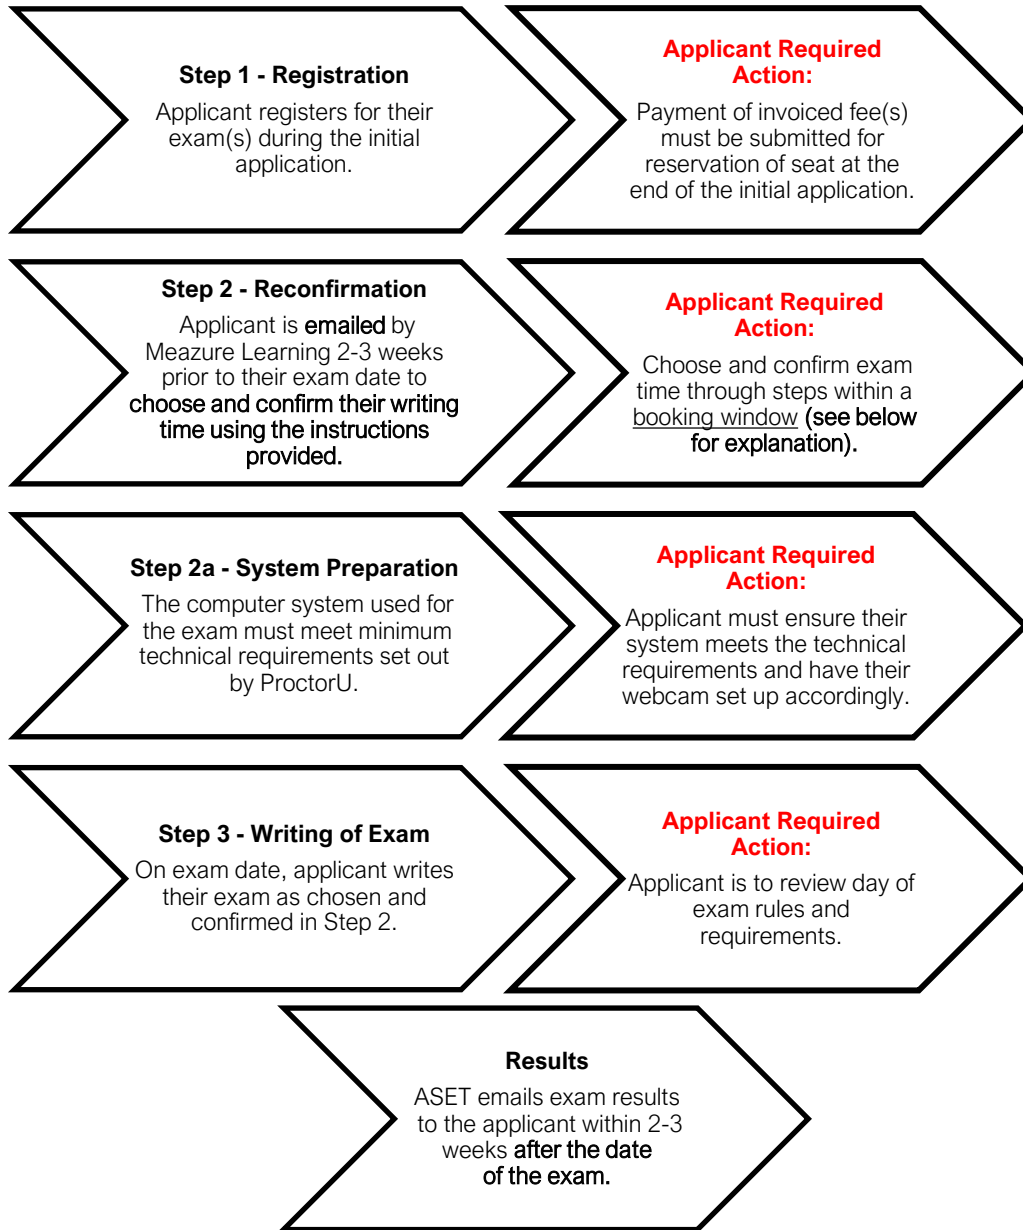 Step 1 - Registration
Applicant registers for their
exam(s) during the initial
application.
Applicant Required
Action:
Payment of invoiced fee(s)
must be submitted for
reservation of seat at the
end of the initial application.
Step 2 - Reconfirmation
Applicant is emailed by
Meazure Learning 2-3 weeks
prior to their exam date to
choose and confirm their writing
time using the instructions
provided.
Applicant Required
Action:
Choose and confirm exam
time through steps within a
booking window (see below
for explanation).
Step 2a - System Preparation
The computer system used for
the exam must meet minimum
technical requirements set out
by ProctorU.
Applicant Required
Action:
Applicant must ensure their
system meets the technical
requirements and have their
webcam set up accordingly.
Step 3 - Writing of Exam
On exam date, applicant writes
their exam as chosen and
confirmed in Step 2.
Applicant Required
Action:
Applicant is to review day of
exam rules and
requirements.
Results
ASET emails exam results
to the applicant within 2-3
weeks after the date
of the exam.